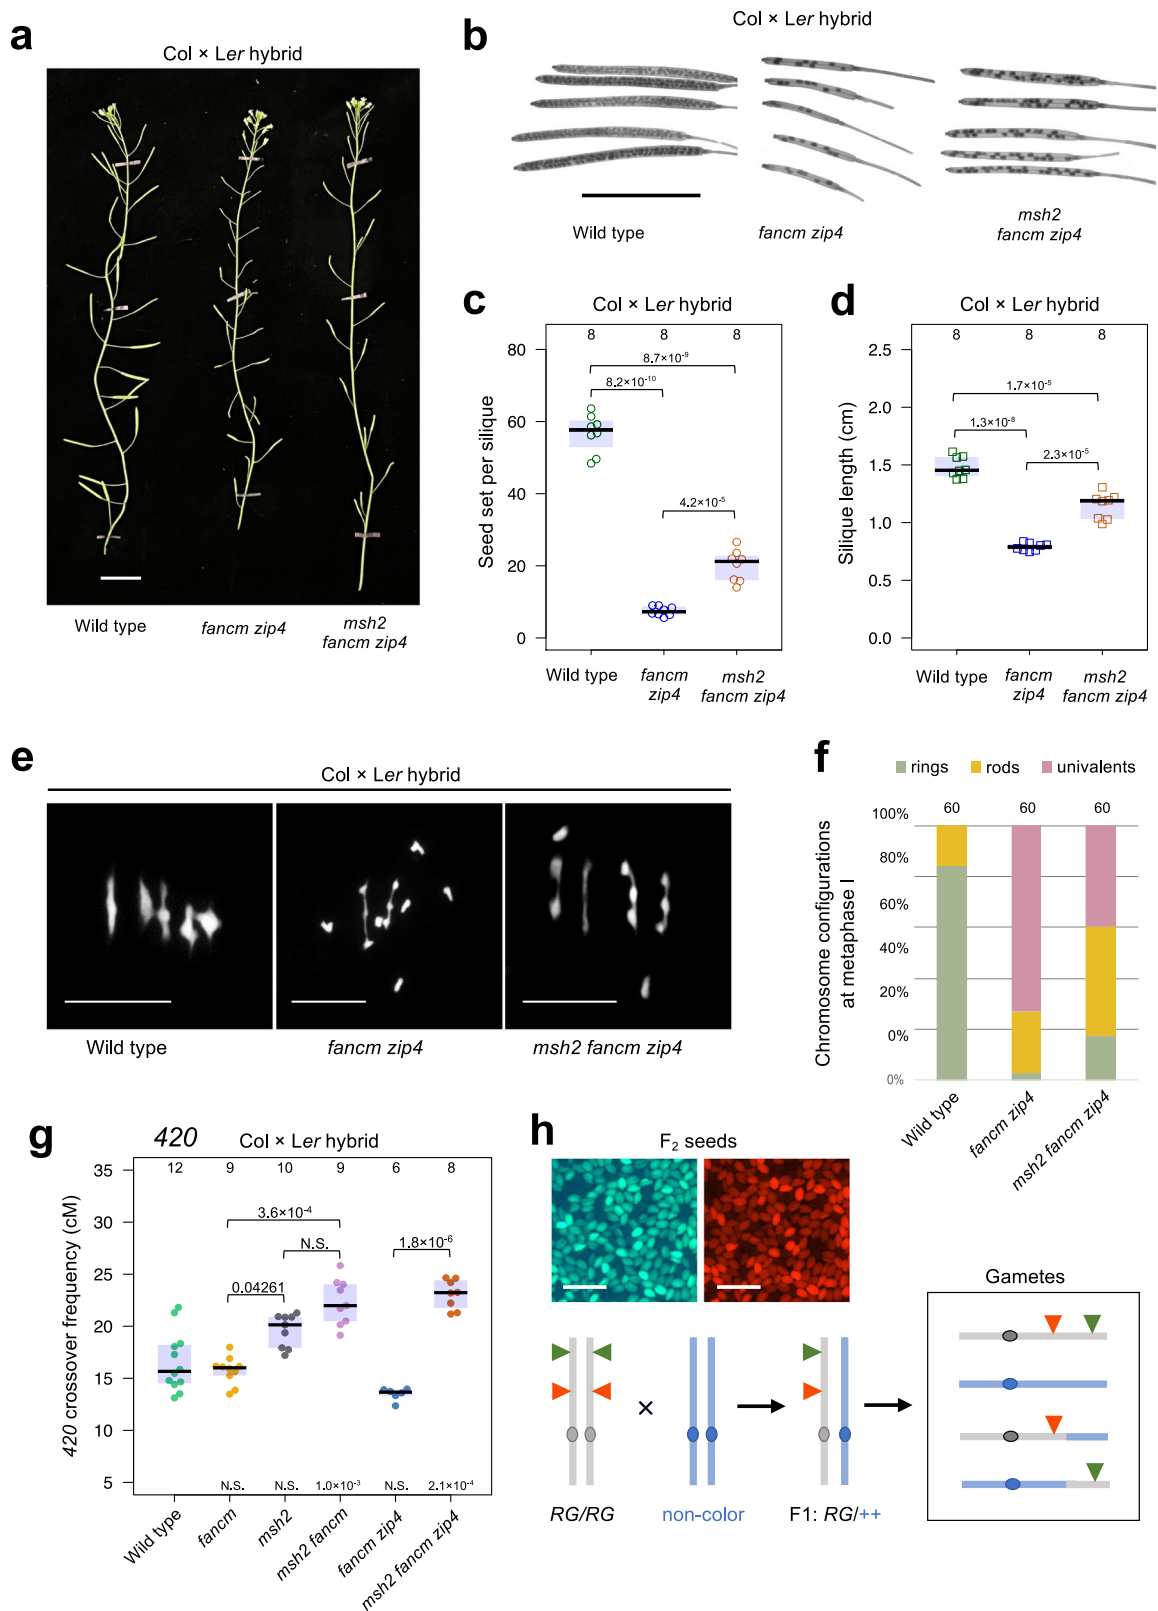 a
Col × Ler hybrid
Wild type
fancm zip4
msh2
fancm zip4
b
Col × Ler hybrid
Wild type
fancm zip4
msh2
fancm zip4
c
Col × Ler hybrid
8 8 8
80
60
40
20
0
Seed set per silique
8.7×10⁻⁹
8.2×10⁻¹⁰
4.2×10⁻⁵
Wild type
fancm
zip4
msh2
fancm zip4
d
Col × Ler hybrid
8 8 8
2.5
2.0
1.5
1.0
0.5
0.0
Silique length (cm)
1.7×10⁻⁵
1.3×10⁻⁸
2.3×10⁻⁵
Wild type
fancm
zip4
msh2
fancm zip4
e
Col × Ler hybrid
Wild type
fancm zip4
msh2 fancm zip4
f
rings rods univalents
60 60 60
100%
80%
60%
40%
20%
0%
0%
Chromosome configurations
at metaphase I
Wild type
fancm zip4
msh2 fancm zip4
g
420 Col × Ler hybrid
12 9 10 9 6 8
35
30
25
20
15
10
5
420 crossover frequency (cM)
3.6×10⁻⁴
N.S.
1.8×10⁻⁶
0.04261
N.S. N.S. 1.0×10⁻³ N.S. 2.1×10⁻⁴
Wild type
fancm
msh2
msh2 fancm
fancm zip4
msh2 fancm zip4
h
F₂ seeds
Gametes
×
RG/RG
non-color
F1: RG/++